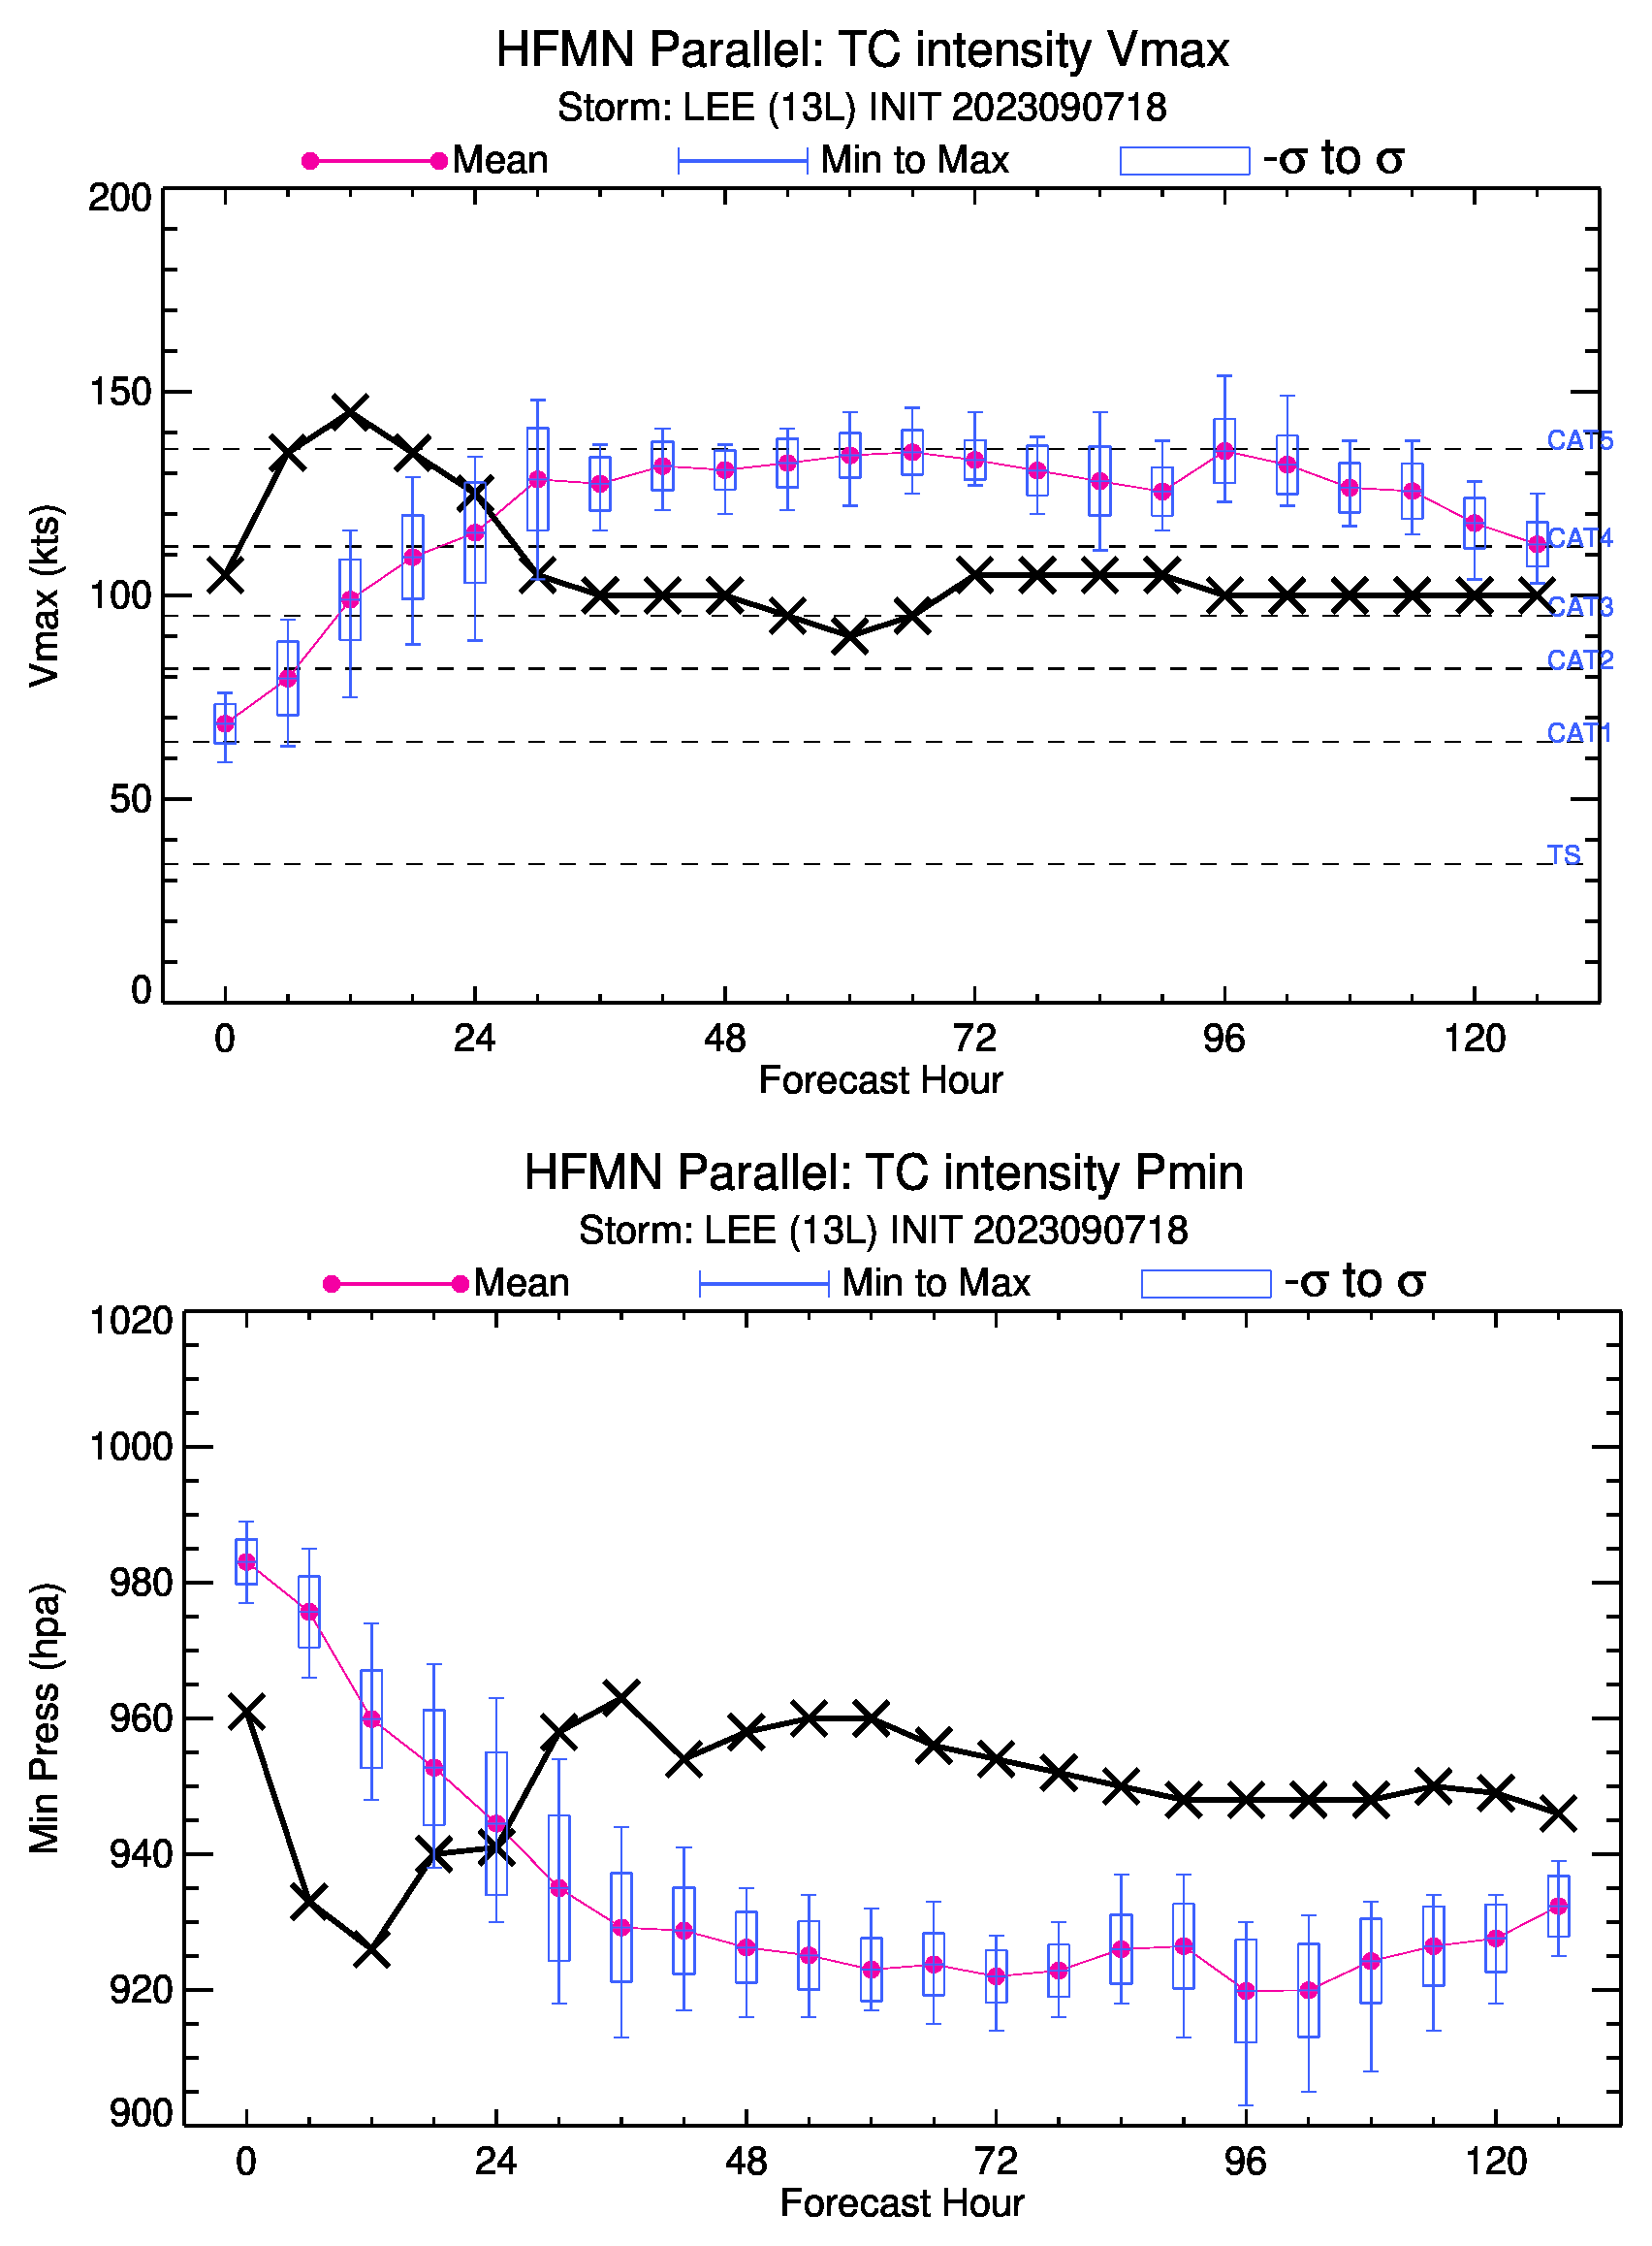 HFMN Parallel: TC intensity Vmax
Storm: LEE (13L) INIT 2023090718
Mean Min to Max -σ to σ
200
150
100
50
0
Vmax (kts)
CAT5
CAT4
CAT3
CAT2
CAT1
TS
0 24 48 72 96 120
Forecast Hour
HFMN Parallel: TC intensity Pmin
Storm: LEE (13L) INIT 2023090718
Mean Min to Max -σ to σ
1020
1000
980
960
940
920
900
Min Press (hpa)
0 24 48 72 96 120
Forecast Hour